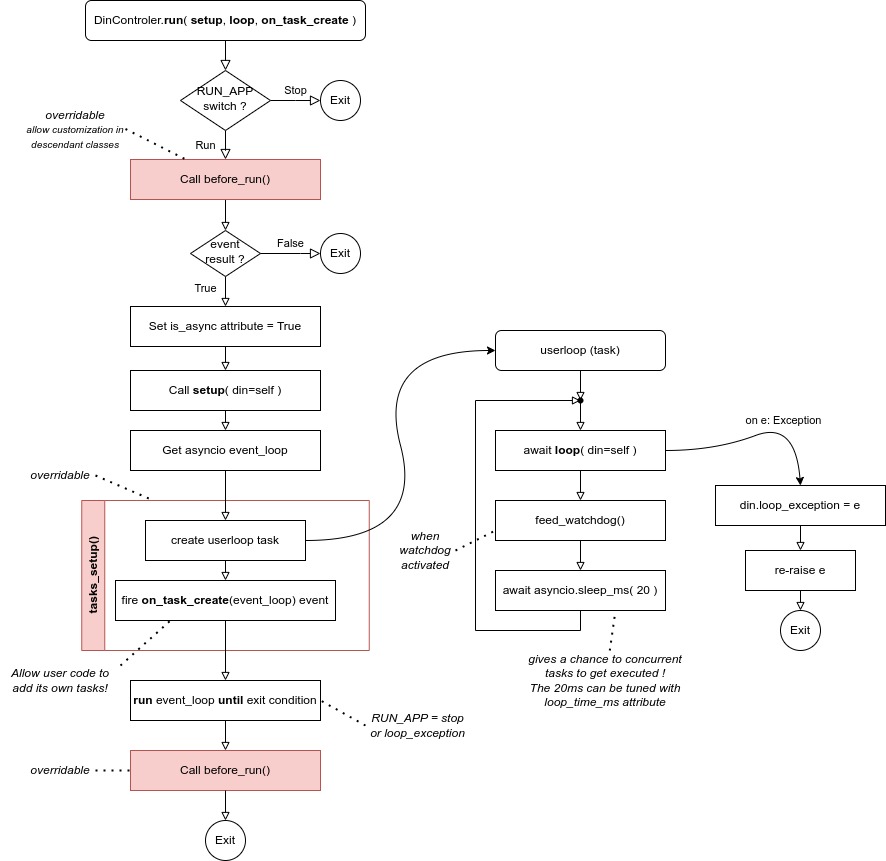 DinControler.run( setup, loop, on_task_create )
RUN_APP
switch ?
Stop
Exit
overridable
allow customization in
descendant classes
Run
Call before_run()
event
result ?
False
Exit
True
Set is_async attribute = True
Call setup( din=self )
Get asyncio event_loop
overridable
tasks_setup()
create userloop task
fire on_task_create(event_loop) event
Allow user code to
add its own tasks!
run event_loop until exit condition
RUN_APP = stop
or loop_exception
overridable
Call before_run()
Exit
userloop (task)
await loop( din=self )
feed_watchdog()
when
watchdog
activated
await asyncio.sleep_ms( 20 )
gives a chance to concurrent
tasks to get executed !
The 20ms can be tuned with
loop_time_ms attribute
on e: Exception
din.loop_exception = e
re-raise e
Exit